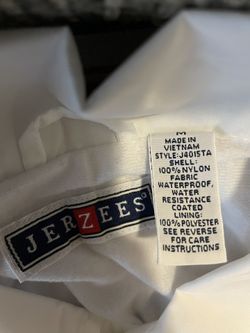 M
MADE IN
VIETNAM
STYLE:J4015TA
SHELL:
100% NYLON
FABRIC
WATERPROOF,
WATER
RESISTANCE
COATED
LINING:
100% POLYESTER
SEE REVERSE
FOR CARE
INSTRUCTIONS
JERZEES®